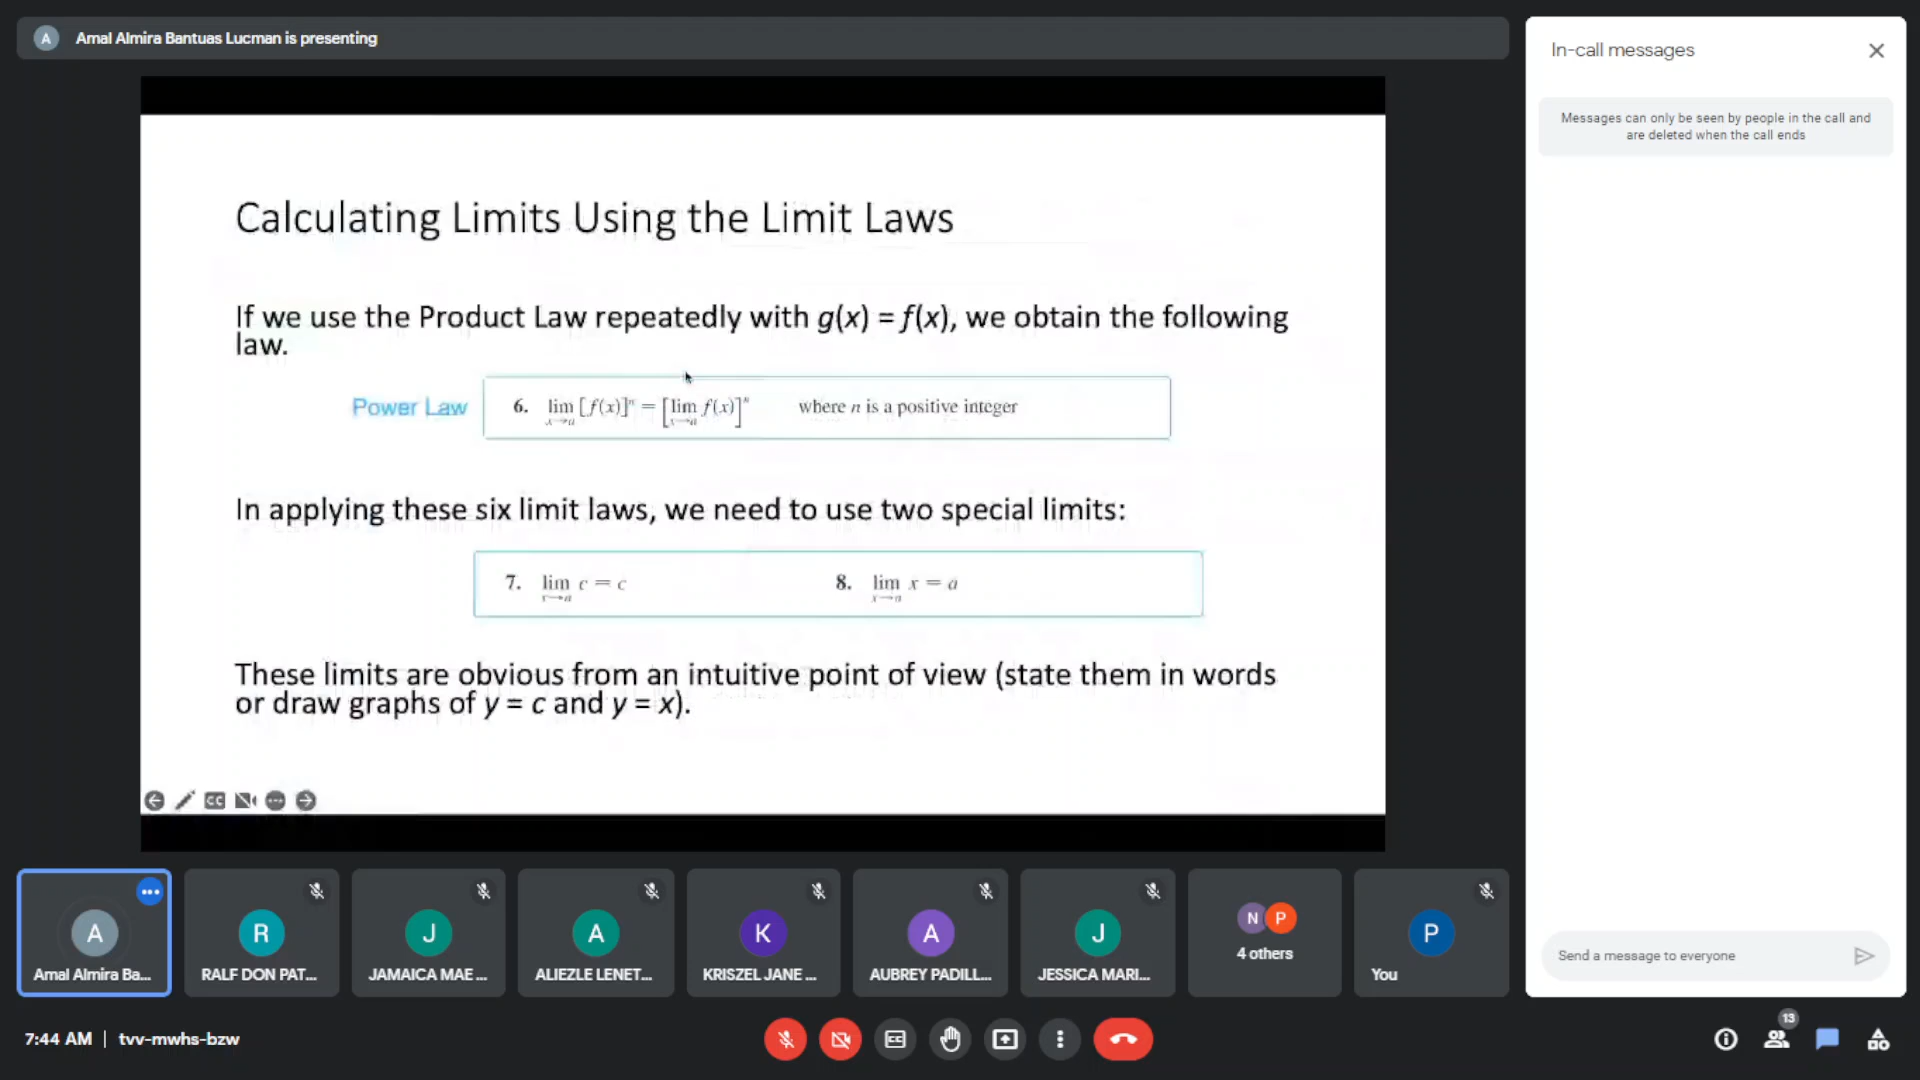 A Amal Almira Bantuas Lucman is presenting
Calculating Limits Using the Limit Laws
If we use the Product Law repeatedly with g(x) = f(x), we obtain the following
law.
Power Law
6. lim x→a [f(x)]ⁿ = [lim x→a f(x)]ⁿ where n is a positive integer
In applying these six limit laws, we need to use two special limits:
7. lim x→a c = c
8. lim x→a x = a
These limits are obvious from an intuitive point of view (state them in words
or draw graphs of y = c and y = x).
CC
A
Amal Almira Ba...
R
RALF DON PAT...
J
JAMAICA MAE ...
A
ALIEZLE LENET...
K
KRISZEL JANE ...
A
AUBREY PADILL...
J
JESSICA MARI...
N P
4 others
P
You
7:44 AM | tvv-mwhs-bzw
13
In-call messages
Messages can only be seen by people in the call and
are deleted when the call ends
Send a message to everyone